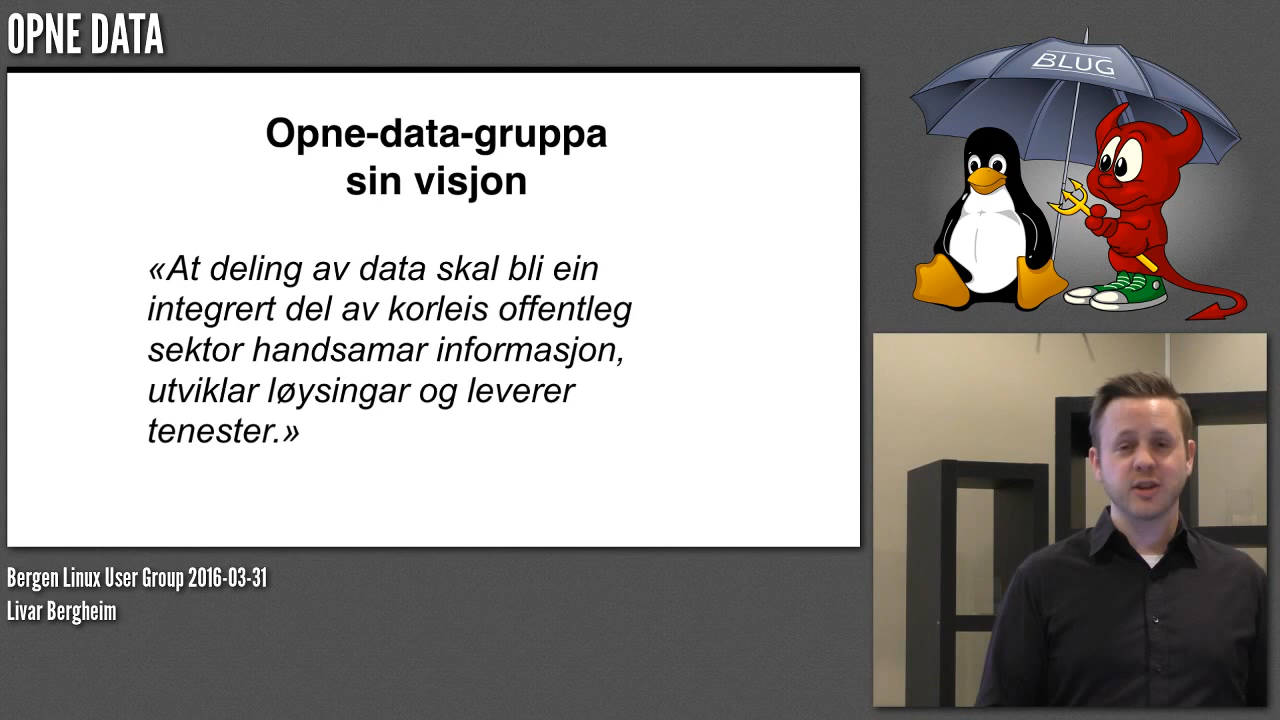 OPNE DATA
BLUG
Opne-data-gruppa
sin visjon
«At deling av data skal bli ein
integrert del av korleis offentleg
sektor handsamar informasjon,
utviklar løysingar og leverer
tenester.»
Bergen Linux User Group 2016-03-31
Livar Bergheim